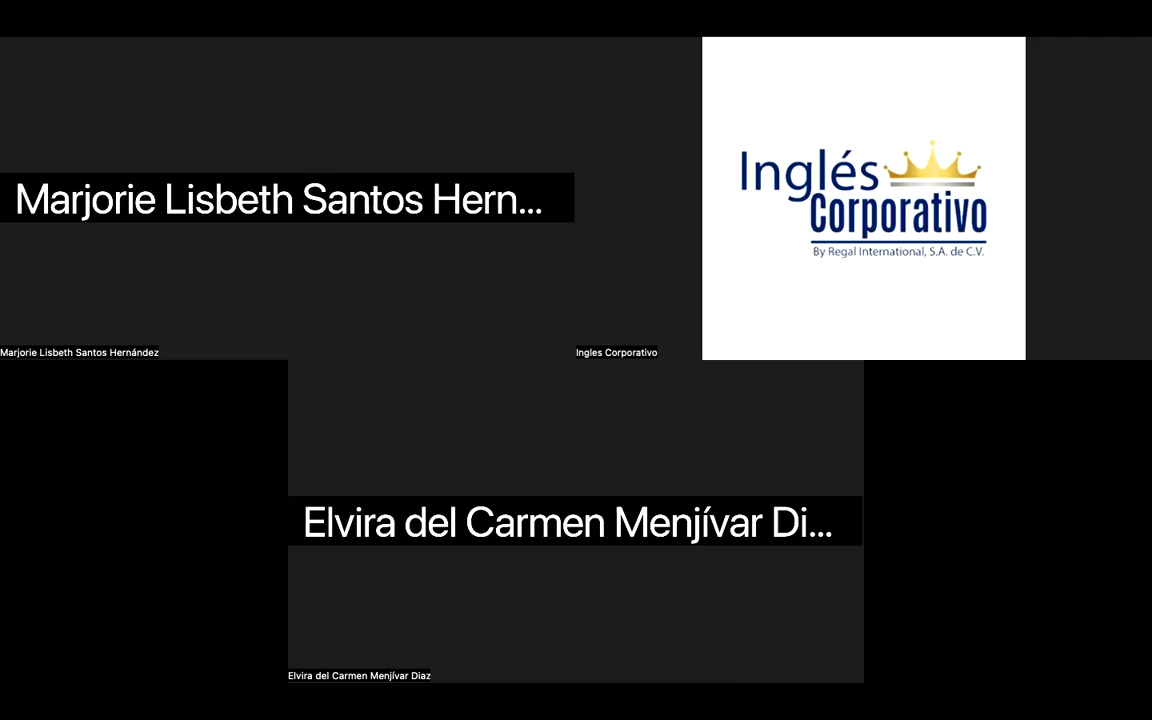 Marjorie Lisbeth Santos Hern...
Marjorie Lisbeth Santos Hernández
Inglés
Corporativo
By Regal International, S.A. de C.V.
Ingles Corporativo
Elvira del Carmen Menjívar Di...
Elvira del Carmen Menjívar Diaz